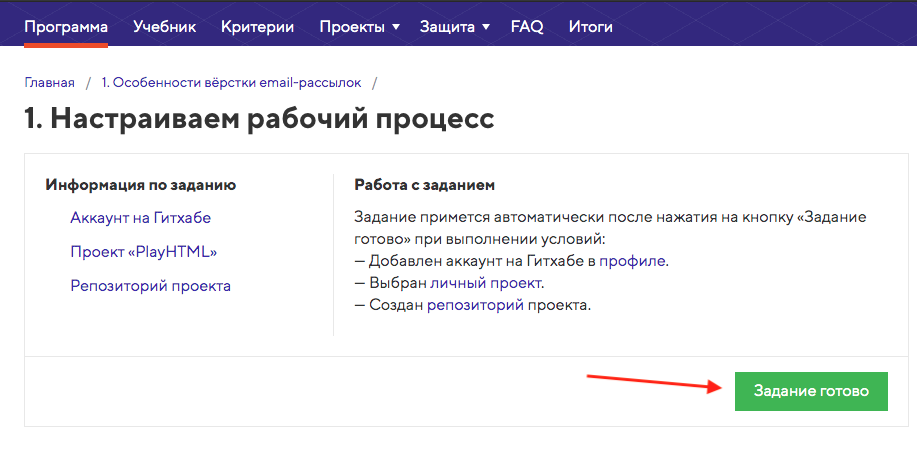 Программа Учебник Критерии Проекты Защита FAQ Итоги
Главная / 1. Особенности вёрстки email-рассылок /
1. Настраиваем рабочий процесс
Информация по заданию
Аккаунт на Гитхабе
Проект «PlayHTML»
Репозиторий проекта
Работа с заданием
Задание примется автоматически после нажатия на кнопку «Задание
готово» при выполнении условий:
— Добавлен аккаунт на Гитхабе в профиле.
— Выбран личный проект.
— Создан репозиторий проекта.
Задание готово